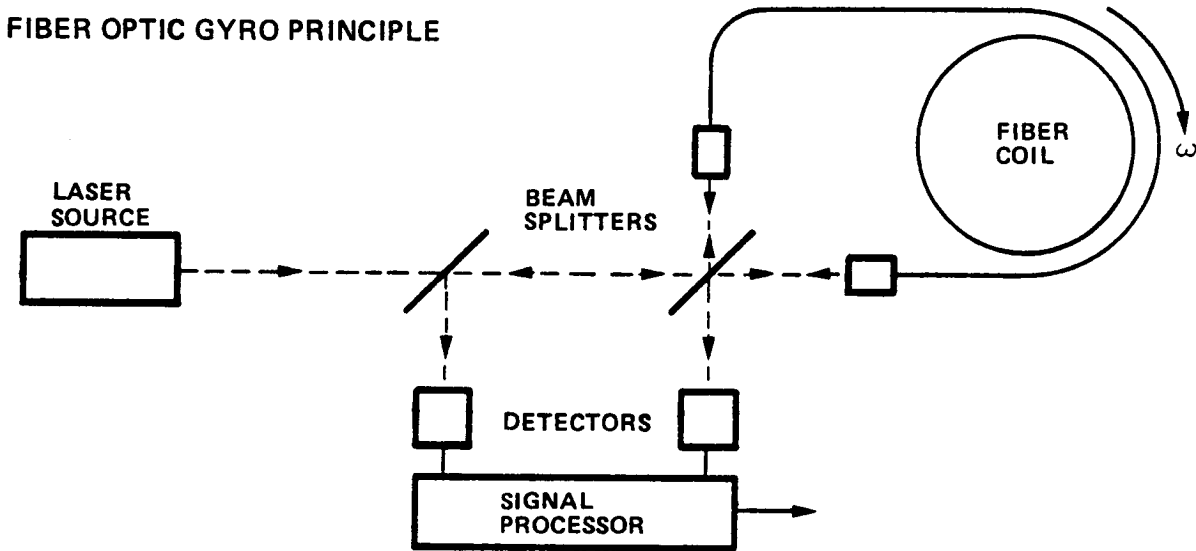 FIBER OPTIC GYRO PRINCIPLE
FIBER
COIL
ω
LASER
SOURCE
BEAM
SPLITTERS
DETECTORS
SIGNAL
PROCESSOR